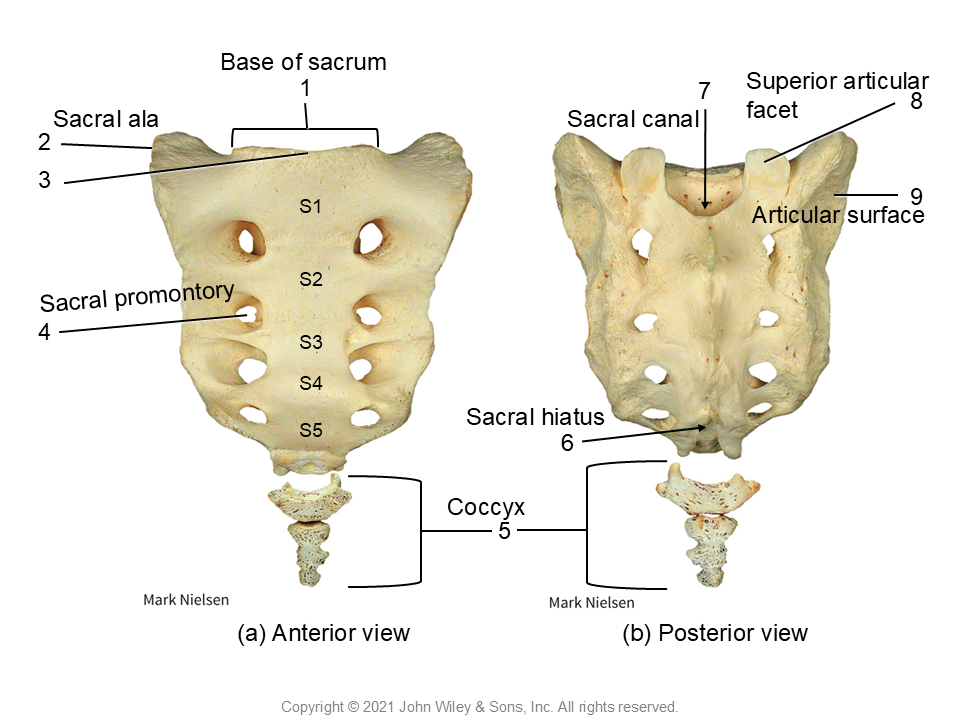 Base of sacrum
1
Sacral ala
2
3
S1
S2
Sacral promontory
4
S3
S4
S5
Superior articular
facet
7
8
Sacral canal
9
Articular surface
Sacral hiatus
6
Coccyx
5
Mark Nielsen
Mark Nielsen
(a) Anterior view
(b) Posterior view
Copyright © 2021 John Wiley & Sons, Inc. All rights reserved.